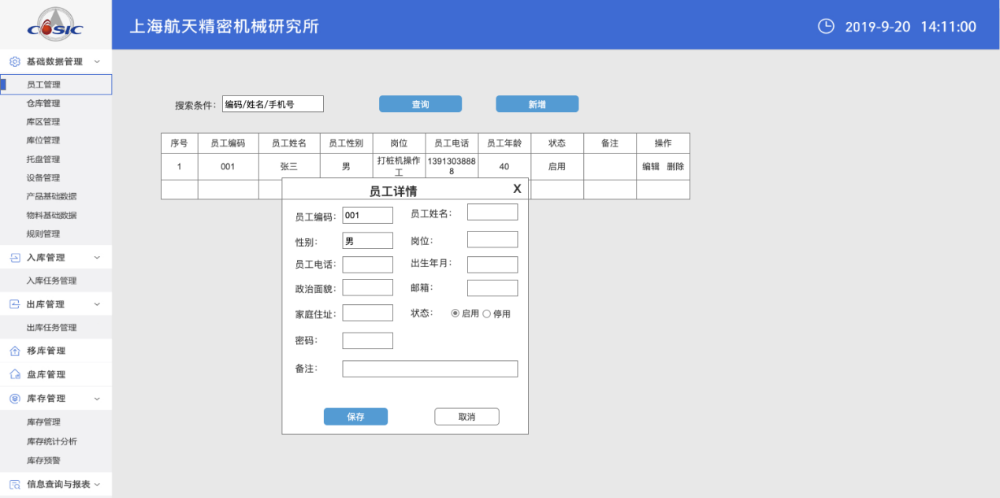 CASIC
上海航天精密机械研究所
2019-9-20 14:11:00
基础数据管理
员工管理
仓库管理
库区管理
库位管理
托盘管理
设备管理
产品基础数据
物料基础数据
规则管理
入库管理
入库任务管理
出库管理
出库任务管理
移库管理
盘库管理
库存管理
库存管理
库存统计分析
库存预警
信息查询与报表
搜索条件: 编码/姓名/手机号 查询 新增
序号 员工编码 员工姓名 员工性别 岗位 员工电话 员工年龄 状态 备注 操作
1 001 张三 男 打桩机操作工 13913038888 40 启用 编辑 删除
员工详情 X
员工编码: 001 员工姓名:
性别: 男 岗位:
员工电话: 出生年月:
政治面貌: 邮箱:
家庭住址: 状态: 启用 停用
密码:
备注:
保存 取消